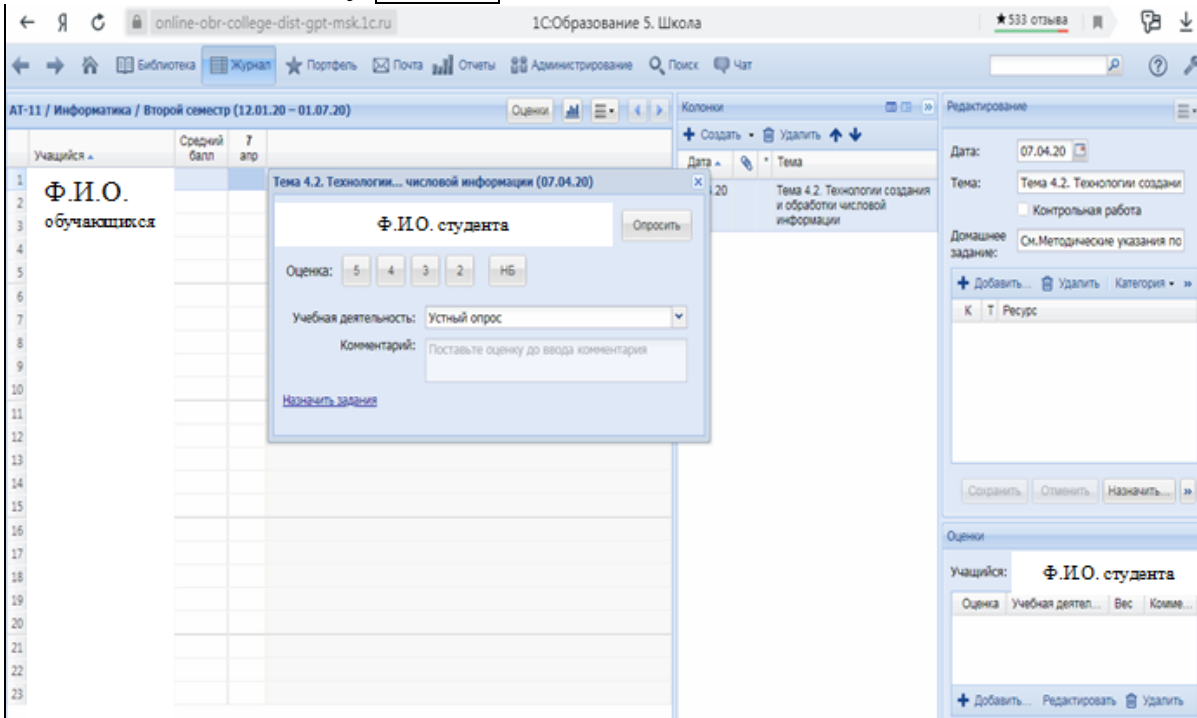 online-obr-college-dist-gpt-msk.1c.ru 1С:Образование 5. Школа ★533 отзыва
Библиотека Журнал Портфель Почта Отчеты Администрирование Поиск Чат
АТ-11 / Информатика / Второй семестр (12.01.20 – 01.07.20) Оценки
Учащийся Средний балл 7 апр
1
2
3
4
5
6
7
8
9
10
11
12
13
14
15
16
17
18
19
20
21
22
23
Ф.И.О.
обучающихся
Тема 4.2. Технологии... числовой информации (07.04.20)
Ф.И.О. студента Опросить
Оценка: 5 4 3 2 НБ
Учебная деятельность: Устный опрос
Комментарий: Поставьте оценку до ввода комментария
Назначить задания
Колонки
Создать Удалить
Дата * Тема
.20 Тема 4.2. Технологии создания
и обработки числовой
информации
Редактирование
Дата: 07.04.20
Тема: Тема 4.2. Технологии создани
Контрольная работа
Домашнее
задание: См.Методические указания по
Добавить... Удалить Категория »
К Т Ресурс
Сохранить Отменить Назначить... »
Оценки
Учащийся: Ф.И.О. студента
Оценка Учебная деятел... Вес Комме...
Добавить... Редактировать Удалить